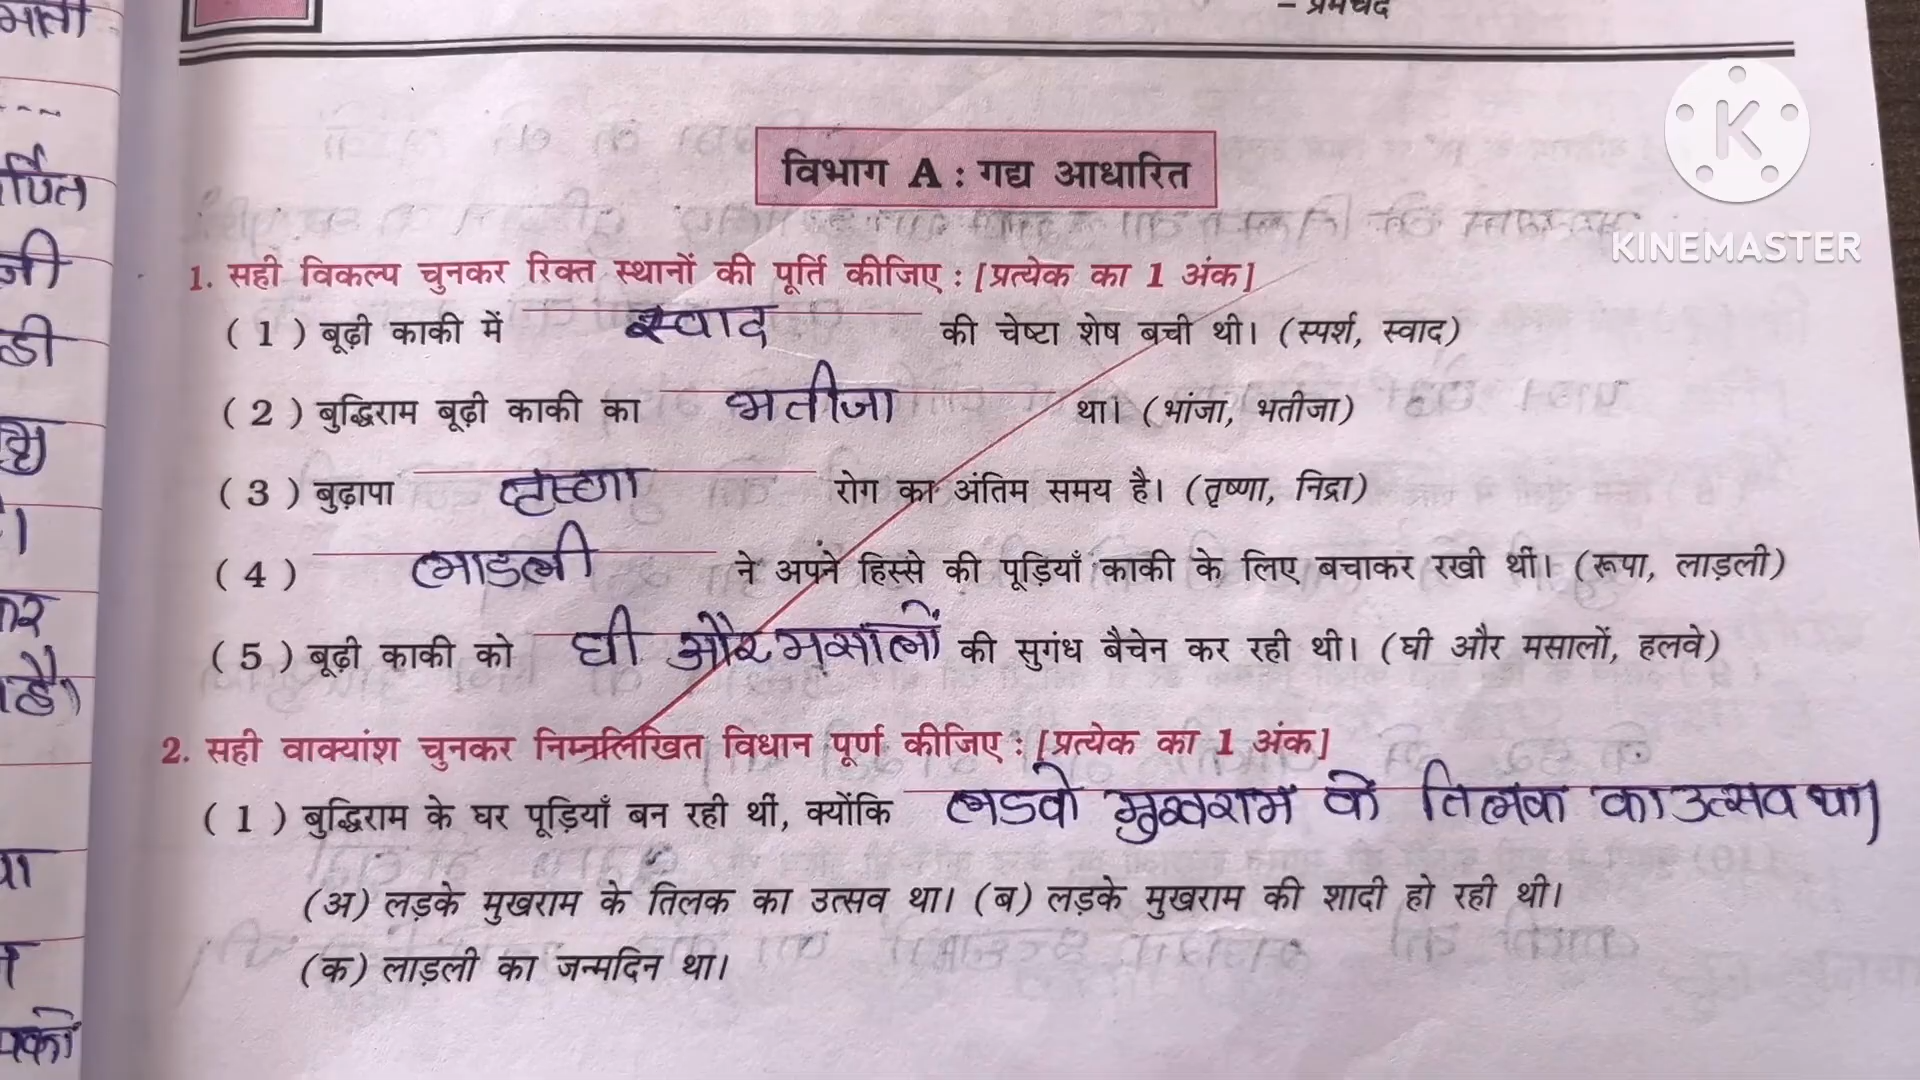 - प्रेमचंद
K
KINEMASTER
विभाग A : गद्य आधारित
1. सही विकल्प चुनकर रिक्त स्थानों की पूर्ति कीजिए : [प्रत्येक का 1 अंक]
( 1 ) बूढ़ी काकी में स्वाद की चेष्टा शेष बची थी। (स्पर्श, स्वाद)
( 2 ) बुद्धिराम बूढ़ी काकी का भतीजा था। (भांजा, भतीजा)
( 3 ) बुढ़ापा तृष्णा रोग का अंतिम समय है। (तृष्णा, निद्रा)
( 4 ) लाडली ने अपने हिस्से की पूड़ियाँ काकी के लिए बचाकर रखी थीं। (रूपा, लाड़ली)
( 5 ) बूढ़ी काकी को घी और मसालों की सुगंध बैचेन कर रही थी। (घी और मसालों, हलवे)
2. सही वाक्यांश चुनकर निम्नलिखित विधान पूर्ण कीजिए : [प्रत्येक का 1 अंक]
( 1 ) बुद्धिराम के घर पूड़ियाँ बन रही थीं, क्योंकि लडके मुखराम के तिलक का उत्सव था।
(अ) लड़के मुखराम के तिलक का उत्सव था। (ब) लड़के मुखराम की शादी हो रही थी।
(क) लाड़ली का जन्मदिन था।